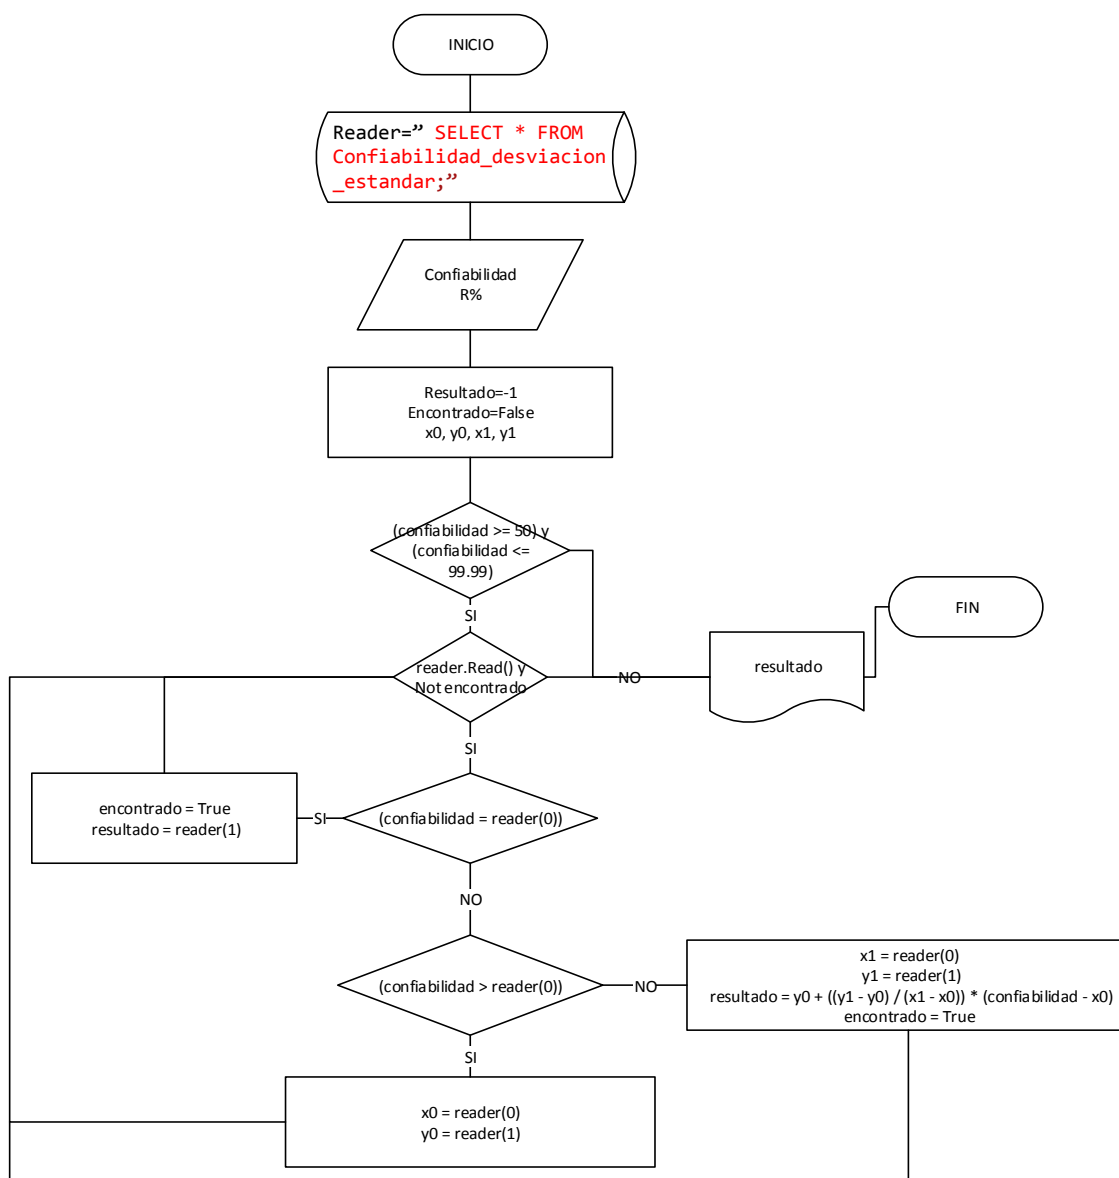 INICIO
Reader=” SELECT * FROM
Confiabilidad_desviacion
_estandar;”
Confiabilidad
R%
Resultado=-1
Encontrado=False
x0, y0, x1, y1
(confiabilidad >= 50) y
(confiabilidad <=
99.99)
SI
FIN
reader.Read() y
Not encontrado
NO
resultado
SI
encontrado = True
resultado = reader(1)
SI
(confiabilidad = reader(0))
NO
(confiabilidad > reader(0))
NO
x1 = reader(0)
y1 = reader(1)
resultado = y0 + ((y1 - y0) / (x1 - x0)) * (confiabilidad - x0)
encontrado = True
SI
x0 = reader(0)
y0 = reader(1)